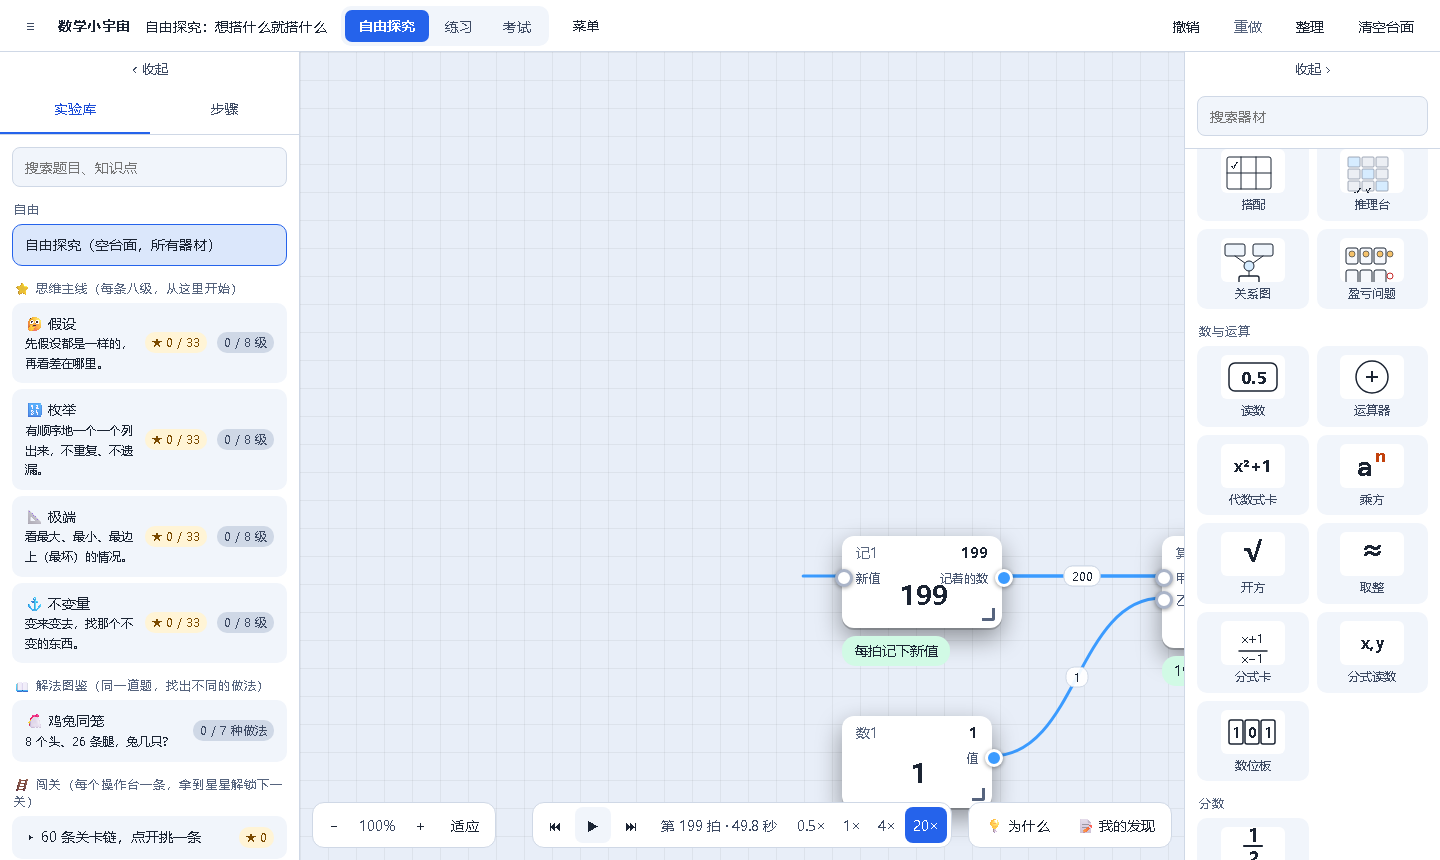 ≡ 数学小宇宙 自由探究：想搭什么就搭什么 自由探究 练习 考试 菜单 撤销 重做 整理 清空台面
‹ 收起
实验库 步骤
搜索题目、知识点
自由
自由探究（空台面，所有器材）
思维主线（每条八级，从这里开始）
假设
先假设都是一样的，
再看差在哪里。
★ 0 / 33 0 / 8 级
枚举
有顺序地一个一个列
出来，不重复、不遗
漏。
★ 0 / 33 0 / 8 级
极端
看最大、最小、最边
上（最坏）的情况。
★ 0 / 33 0 / 8 级
不变量
变来变去，找那个不
变的东西。
★ 0 / 33 0 / 8 级
解法图鉴（同一道题，找出不同的做法）
鸡兔同笼
8 个头、26 条腿，兔几只?
0 / 7 种做法
闯关（每个操作台一条，拿到星星解锁下一
关）
60 条关卡链，点开挑一条 ★ 0
记1 199
新值 记着的数
199
每拍记下新值
200
1
数1 1
值
1
甲
− 100% + 适应
第 199 拍 · 49.8 秒 0.5× 1× 4× 20×
为什么 我的发现
收起 ›
搜索器材
搭配 推理台
关系图 盈亏问题
数与运算
0.5 +
读数 运算器
x²+1 aⁿ
代数式卡 乘方
√ ≈
开方 取整
x+1
x−1
x,y
分式卡 分式读数
1 0 1
数位板
分数
1
2